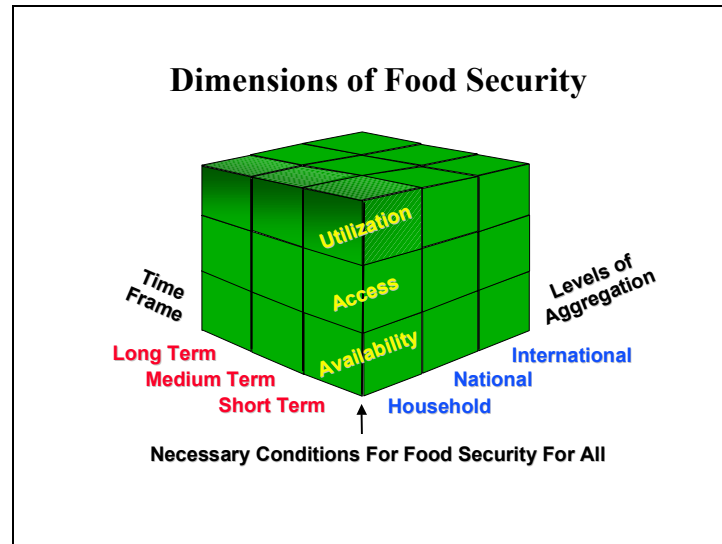 Dimensions of Food Security
Utilization
Access
Availability
Time
Frame
Levels of
Aggregation
Long Term
Medium Term
Short Term
International
National
Household
Necessary Conditions For Food Security For All